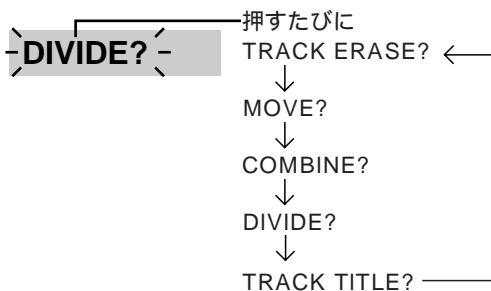 DIVIDE?
押すたびに
TRACK ERASE?
MOVE?
COMBINE?
DIVIDE?
TRACK TITLE?